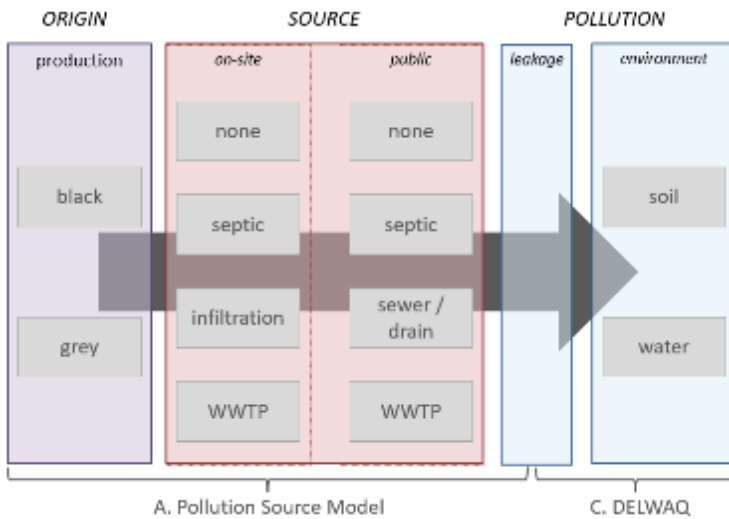 ORIGIN SOURCE POLLUTION
production on-site public leakage environment
none none
black soil
septic septic
infiltration sewer /
drain
grey water
WWTP WWTP
A. Pollution Source Model C. DELWAQ